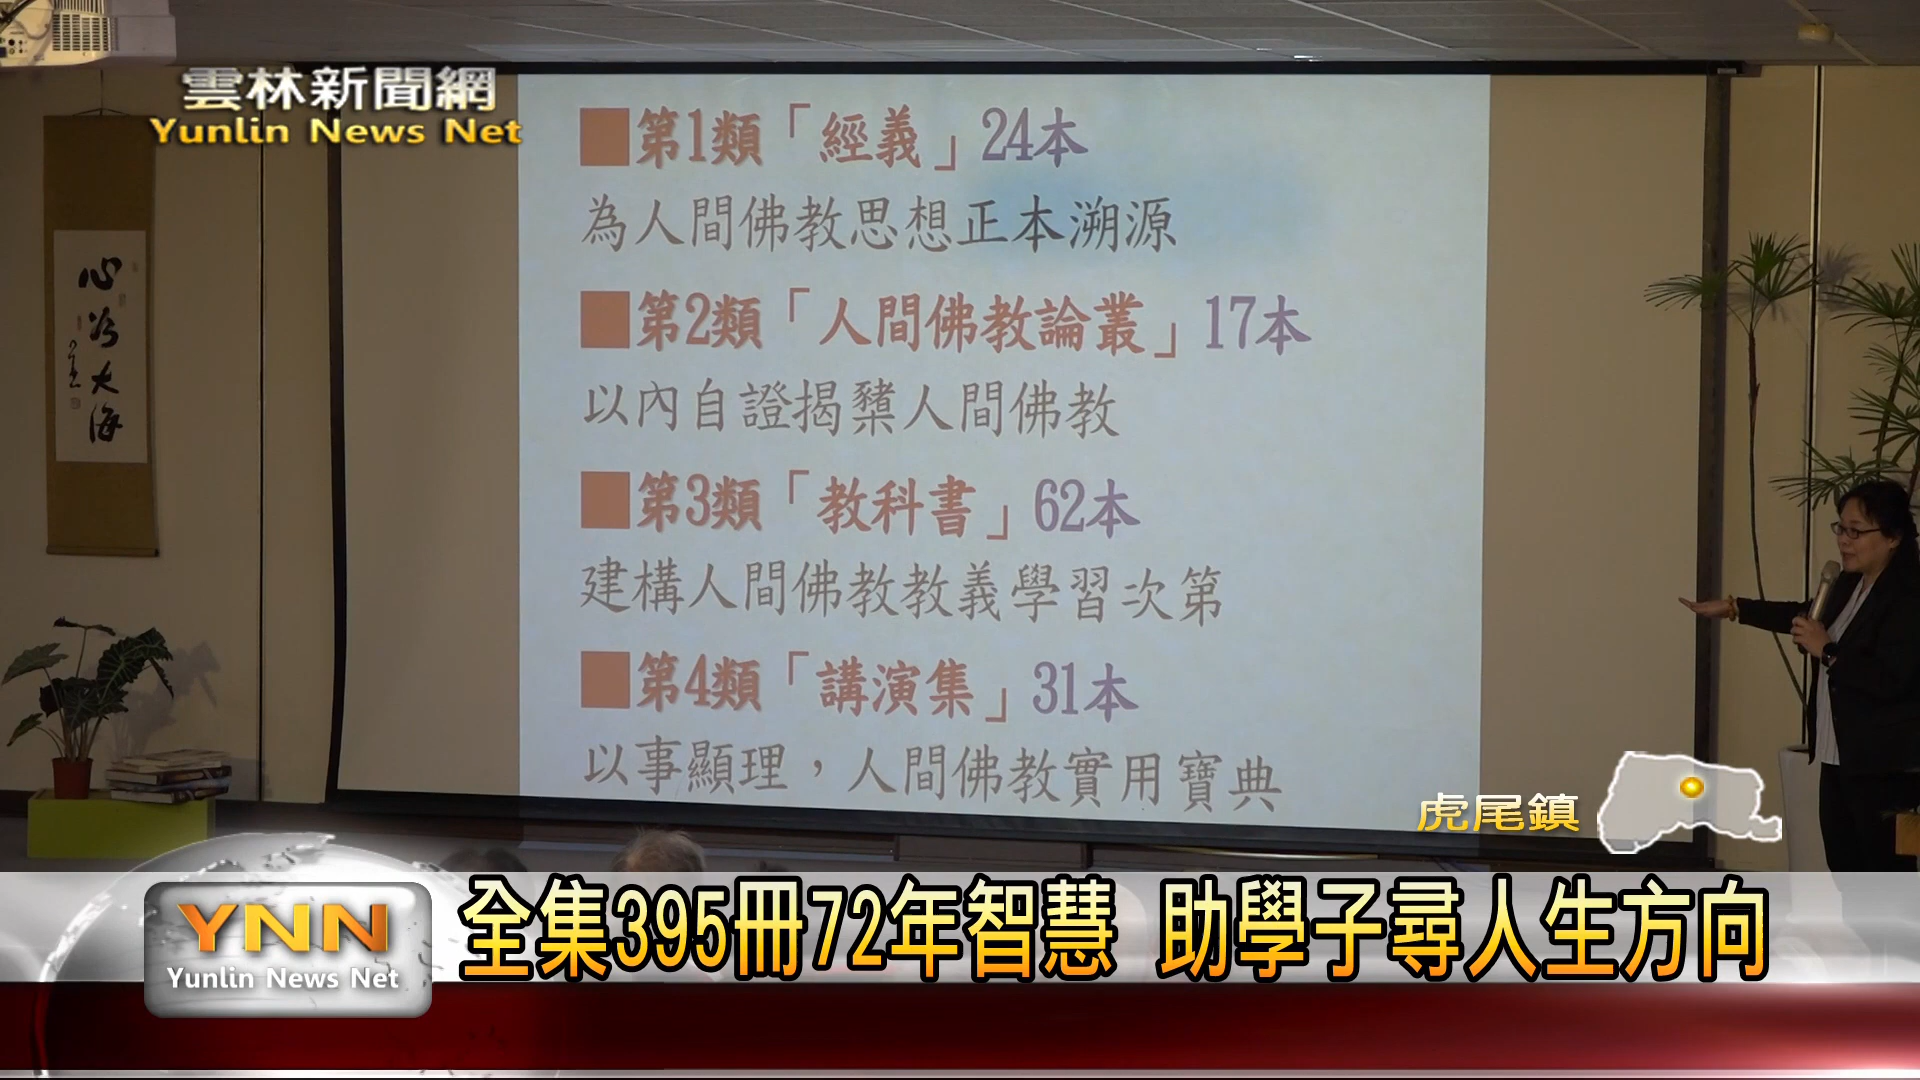 雲林新聞網
Yunlin News Net
■第1類「經義」24本
為人間佛教思想正本溯源
■第2類「人間佛教論叢」17本
以內自證揭櫫人間佛教
■第3類「教科書」62本
建構人間佛教教義學習次第
■第4類「講演集」31本
以事顯理，人間佛教實用寶典
虎尾鎮
全集395冊72年智慧 助學子尋人生方向
YNN
Yunlin News Net